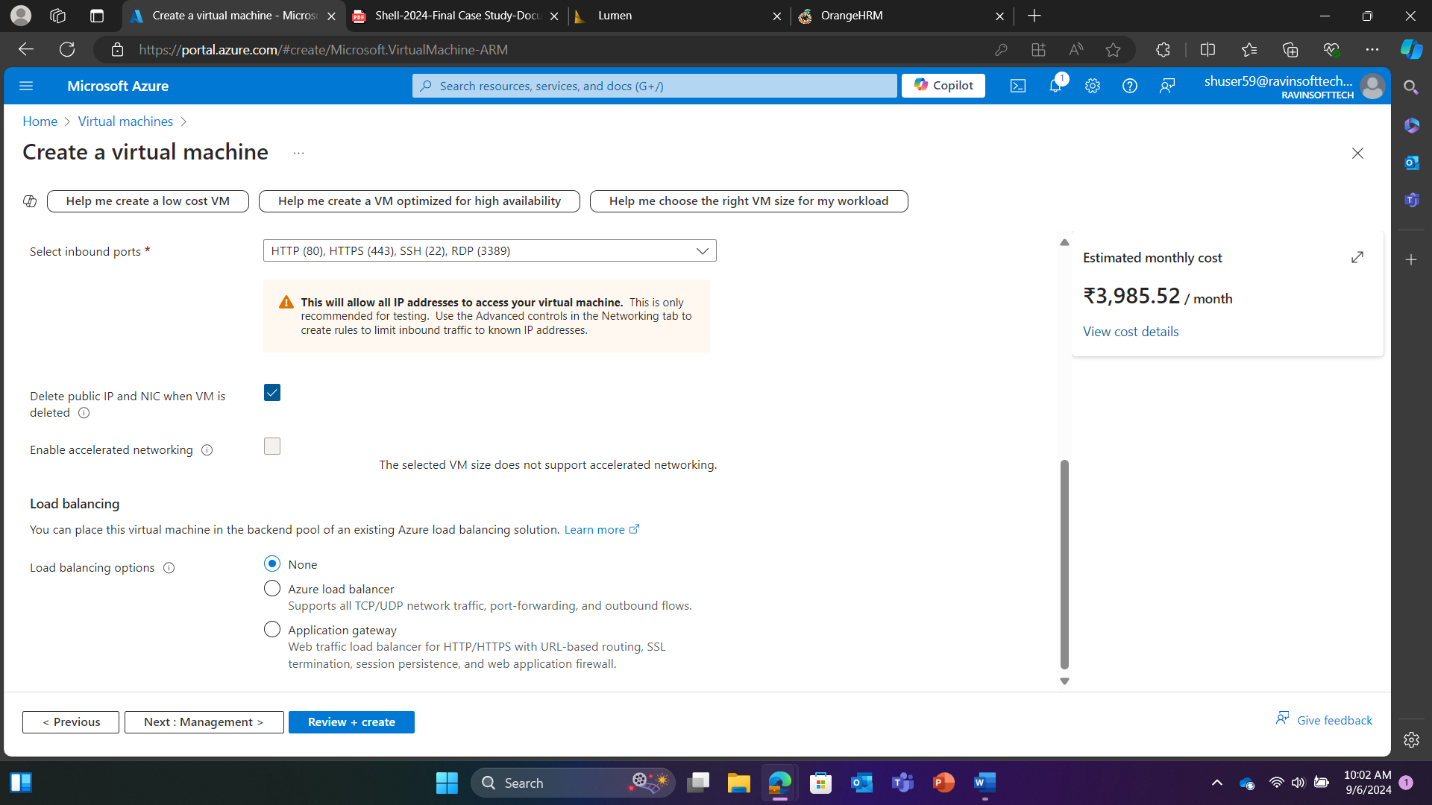 Create a virtual machine - Micros
Shell-2024-Final Case Study-Docu
Lumen
OrangeHRM
https://portal.azure.com/#create/Microsoft.VirtualMachine-ARM
Microsoft Azure
Search resources, services, and docs (G+/)
Copilot
1
shuser59@ravinsofttech...
RAVINSOFTTECH
Home > Virtual machines >
Create a virtual machine ...
Help me create a low cost VM
Help me create a VM optimized for high availability
Help me choose the right VM size for my workload
Select inbound ports *
HTTP (80), HTTPS (443), SSH (22), RDP (3389)
This will allow all IP addresses to access your virtual machine. This is only
recommended for testing. Use the Advanced controls in the Networking tab to
create rules to limit inbound traffic to known IP addresses.
Estimated monthly cost
₹3,985.52 / month
View cost details
Delete public IP and NIC when VM is
deleted
Enable accelerated networking
The selected VM size does not support accelerated networking.
Load balancing
You can place this virtual machine in the backend pool of an existing Azure load balancing solution. Learn more
Load balancing options
None
Azure load balancer
Supports all TCP/UDP network traffic, port-forwarding, and outbound flows.
Application gateway
Web traffic load balancer for HTTP/HTTPS with URL-based routing, SSL
termination, session persistence, and web application firewall.
< Previous
Next : Management >
Review + create
Give feedback
Search
10:02 AM
9/6/2024
1